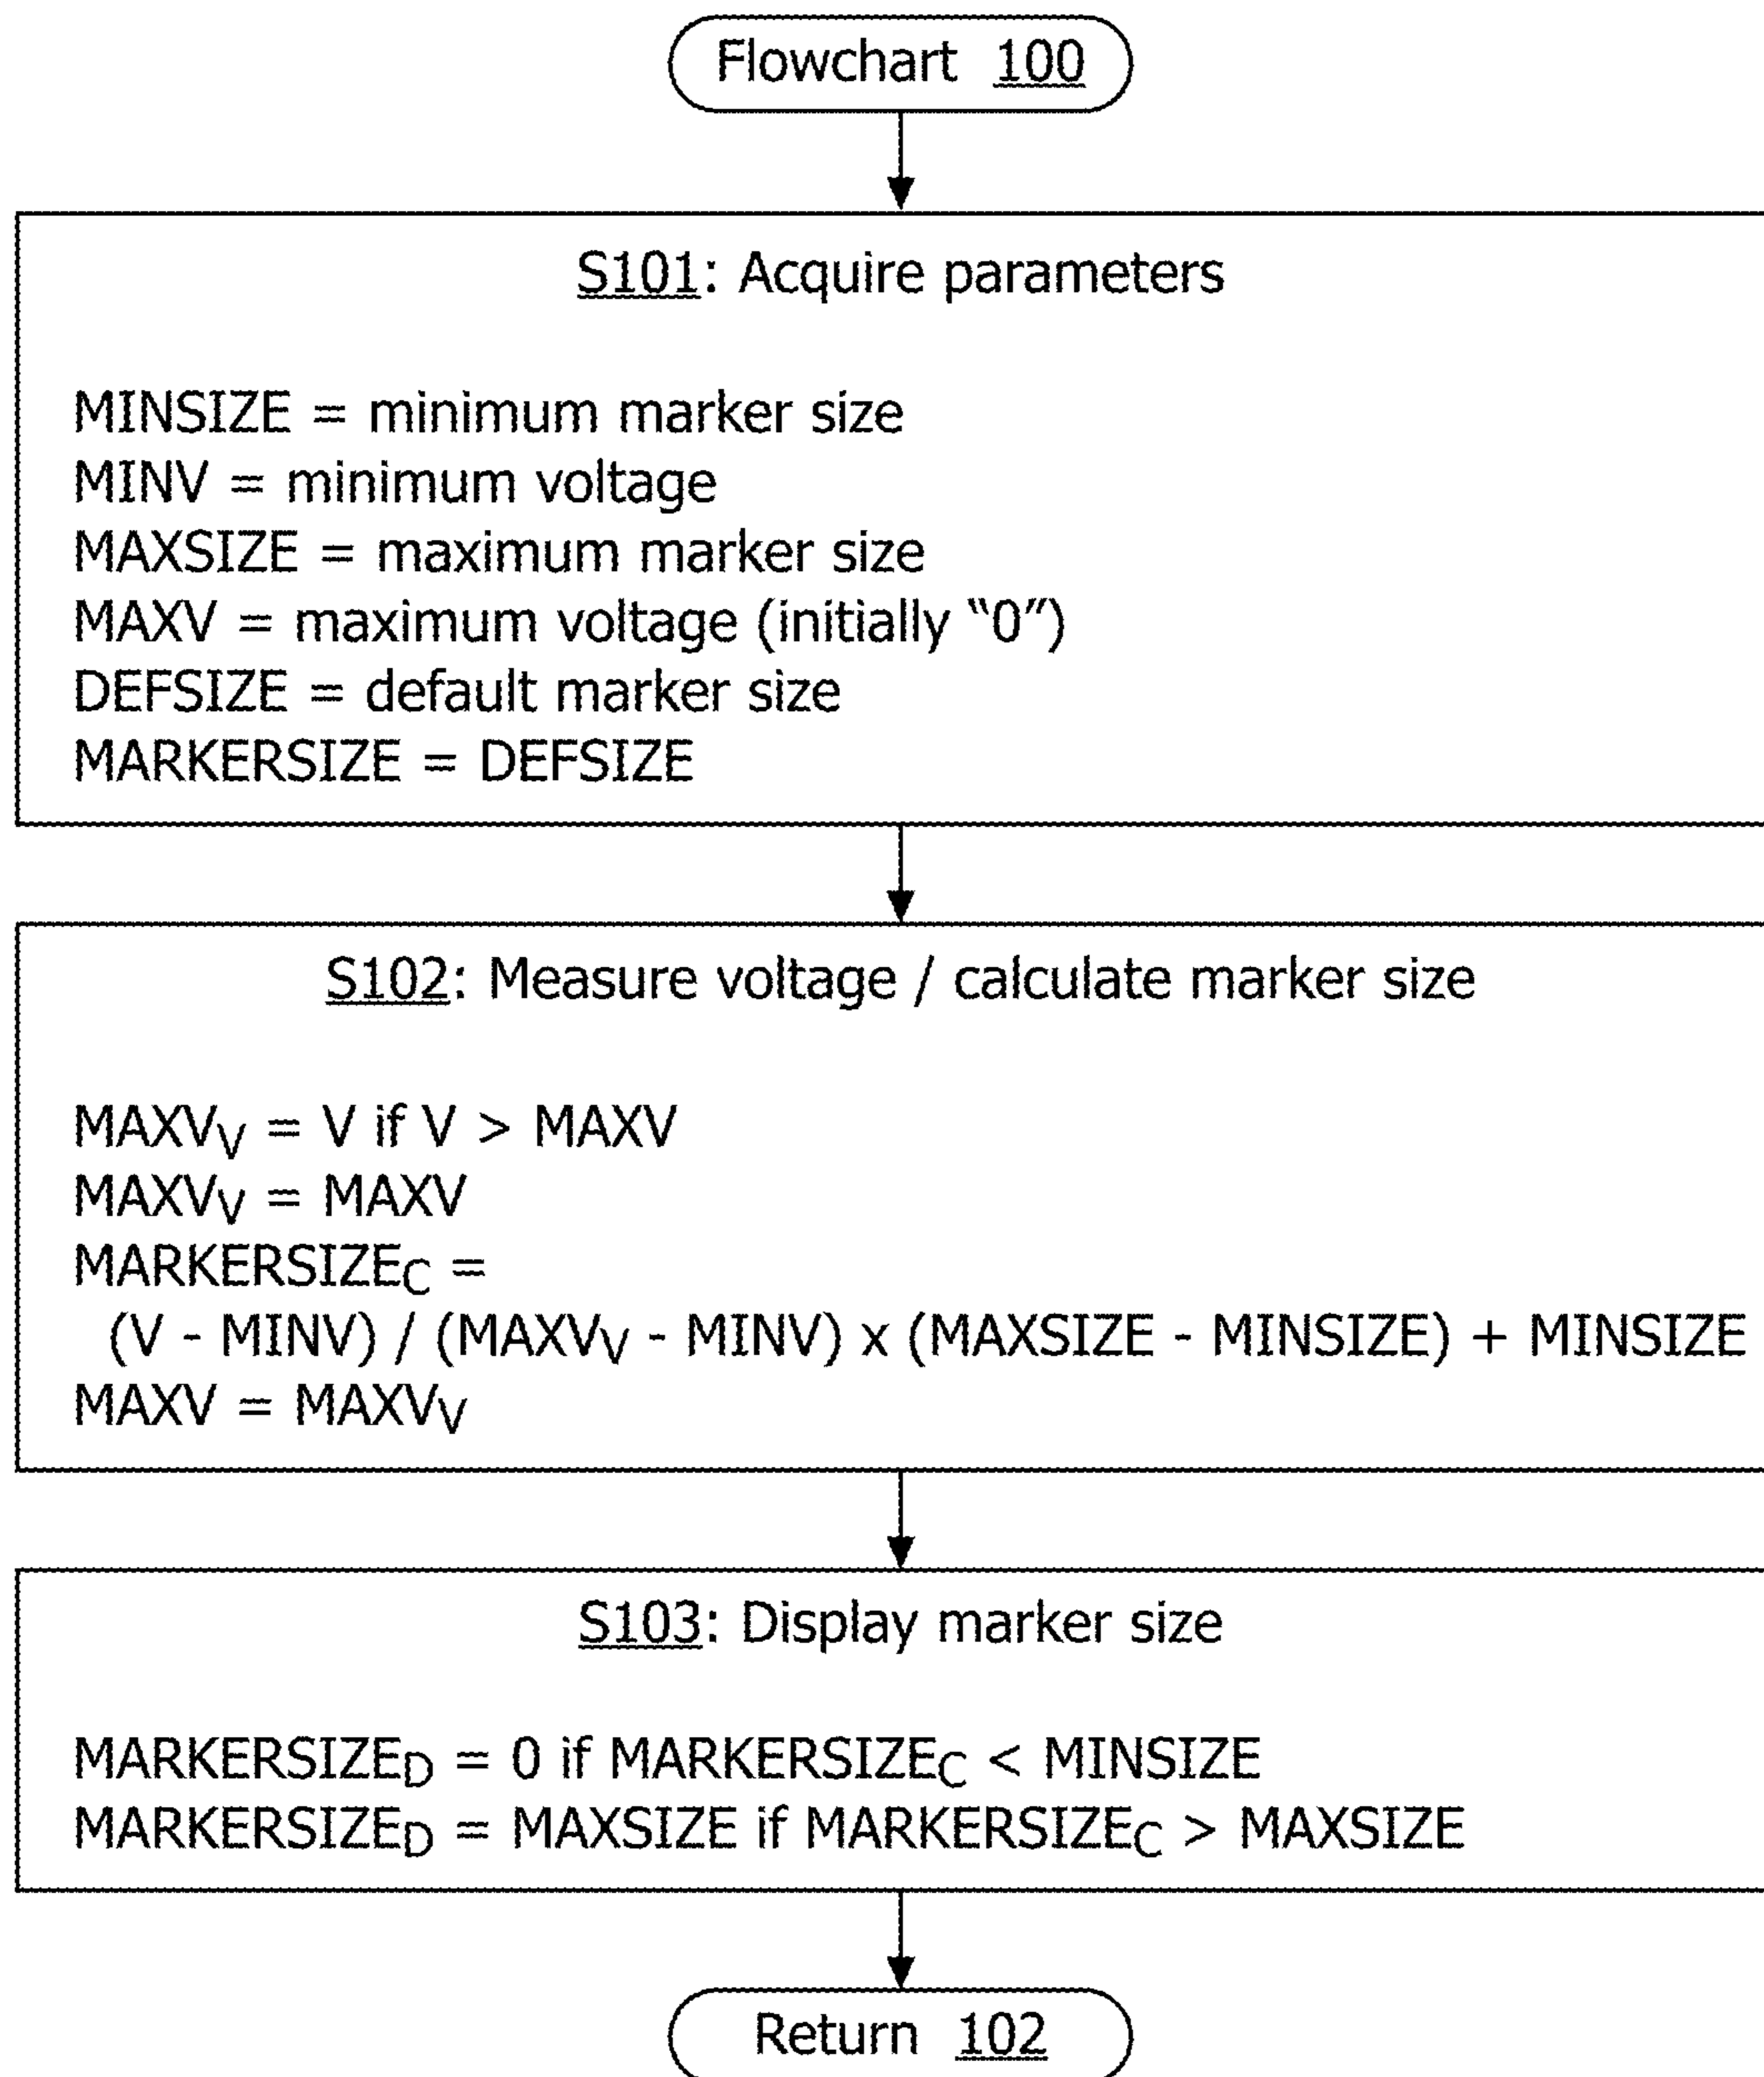 Flowchart 100
S101: Acquire parameters
MINSIZE = minimum marker size
MINV = minimum voltage
MAXSIZE = maximum marker size
MAXV = maximum voltage (initially “0”)
DEFSIZE = default marker size
MARKERSIZE = DEFSIZE
S102: Measure voltage / calculate marker size
MAXVV = V if V > MAXV
MAXVV = MAXV
MARKERSIZEC =
(V - MINV) / (MAXVV - MINV) x (MAXSIZE - MINSIZE) + MINSIZE
MAXV = MAXVV
S103: Display marker size
MARKERSIZED = 0 if MARKERSIZEC < MINSIZE
MARKERSIZED = MAXSIZE if MARKERSIZEC > MAXSIZE
Return 102